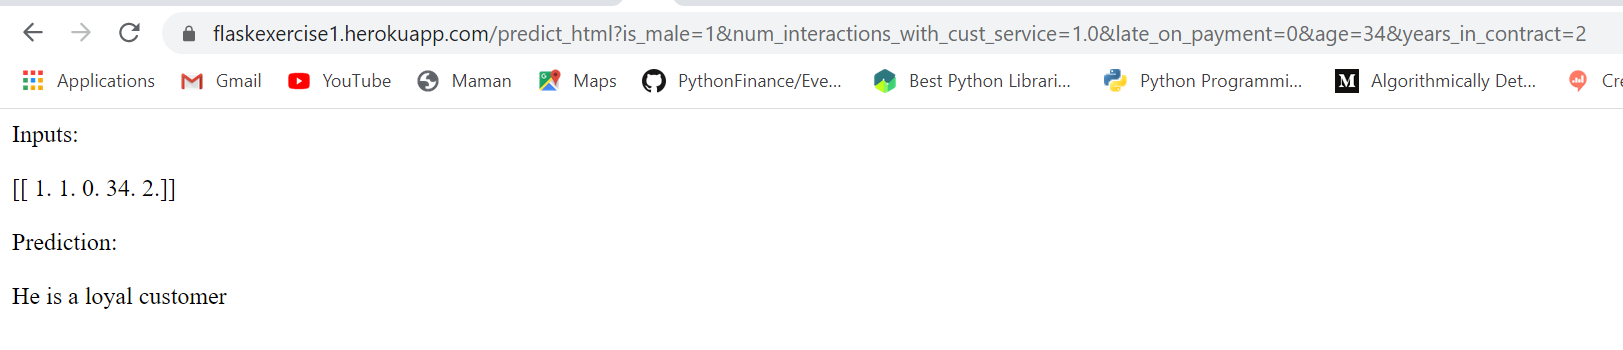 flaskexercise1.herokuapp.com/predict_html?is_male=1&num_interactions_with_cust_service=1.0&late_on_payment=0&age=34&years_in_contract=2
Applications Gmail YouTube Maman Maps PythonFinance/Eve... Best Python Librari... Python Programmi... M Algorithmically Det... Cre
Inputs:
[[ 1. 1. 0. 34. 2.]]
Prediction:
He is a loyal customer